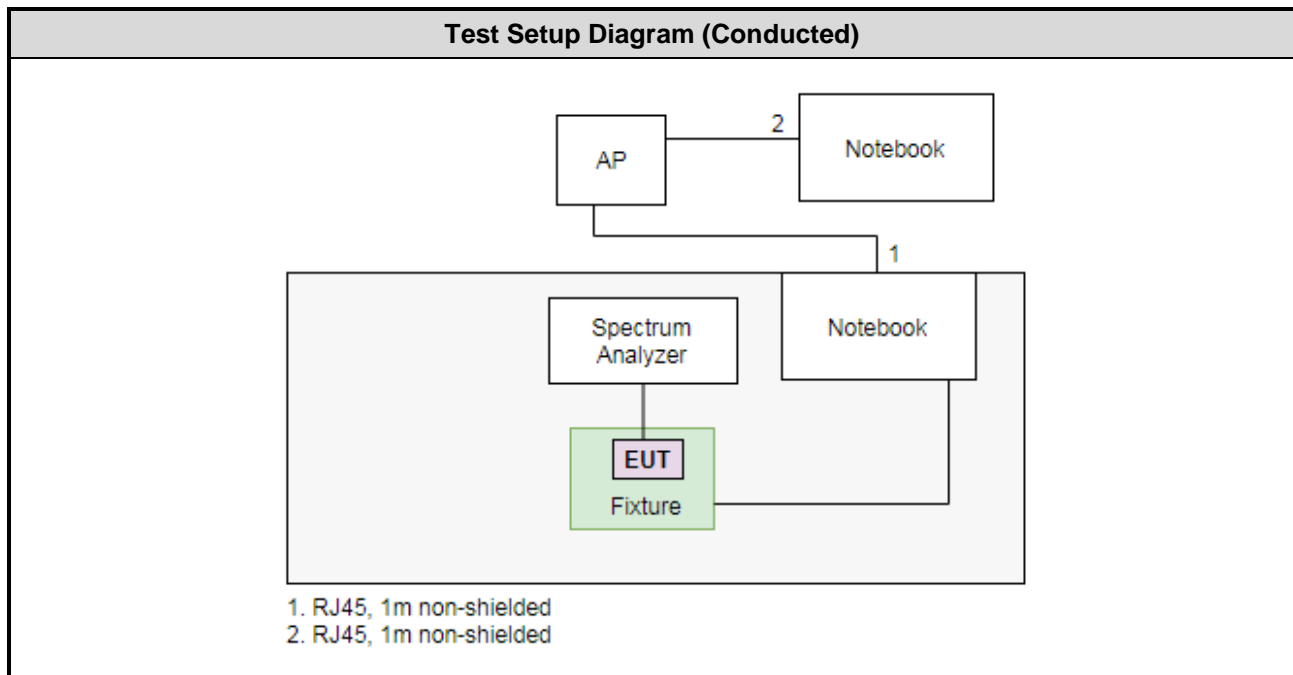 Test Setup Diagram (Conducted)
AP
2
Notebook
1
Spectrum
Analyzer
Notebook
EUT
Fixture
1. RJ45, 1m non-shielded
2. RJ45, 1m non-shielded